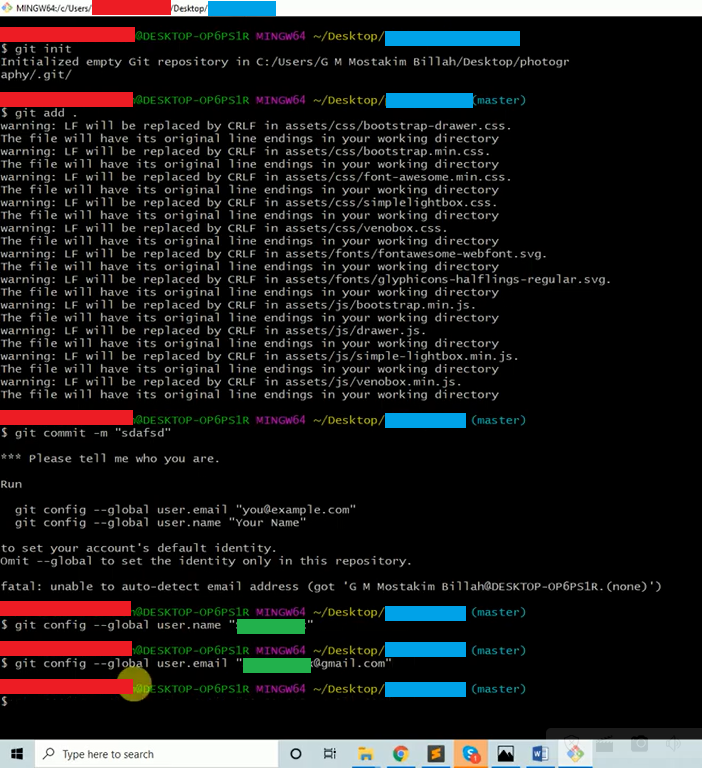 MINGW64:/c/Users/ /Desktop/
@DESKTOP-OP6PS1R MINGW64 ~/Desktop/
$ git init
Initialized empty Git repository in C:/Users/G M Mostakim Billah/Desktop/photogr
aphy/.git/
@DESKTOP-OP6PS1R MINGW64 ~/Desktop/ (master)
$ git add .
warning: LF will be replaced by CRLF in assets/css/bootstrap-drawer.css.
The file will have its original line endings in your working directory
warning: LF will be replaced by CRLF in assets/css/bootstrap.min.css.
The file will have its original line endings in your working directory
warning: LF will be replaced by CRLF in assets/css/font-awesome.min.css.
The file will have its original line endings in your working directory
warning: LF will be replaced by CRLF in assets/css/simplelightbox.css.
The file will have its original line endings in your working directory
warning: LF will be replaced by CRLF in assets/css/venobox.css.
The file will have its original line endings in your working directory
warning: LF will be replaced by CRLF in assets/fonts/fontawesome-webfont.svg.
The file will have its original line endings in your working directory
warning: LF will be replaced by CRLF in assets/fonts/glyphicons-halflings-regular.svg.
The file will have its original line endings in your working directory
warning: LF will be replaced by CRLF in assets/js/bootstrap.min.js.
The file will have its original line endings in your working directory
warning: LF will be replaced by CRLF in assets/js/drawer.js.
The file will have its original line endings in your working directory
warning: LF will be replaced by CRLF in assets/js/simple-lightbox.min.js.
The file will have its original line endings in your working directory
warning: LF will be replaced by CRLF in assets/js/venobox.min.js.
The file will have its original line endings in your working directory
@DESKTOP-OP6PS1R MINGW64 ~/Desktop/ (master)
$ git commit -m "sdafsd"
*** Please tell me who you are.
Run
git config --global user.email "you@example.com"
git config --global user.name "Your Name"
to set your account's default identity.
Omit --global to set the identity only in this repository.
fatal: unable to auto-detect email address (got 'G M Mostakim Billah@DESKTOP-OP6PS1R.(none)')
@DESKTOP-OP6PS1R MINGW64 ~/Desktop/ (master)
$ git config --global user.name " "
@DESKTOP-OP6PS1R MINGW64 ~/Desktop/ (master)
$ git config --global user.email " @gmail.com"
@DESKTOP-OP6PS1R MINGW64 ~/Desktop/ (master)
$
Type here to search